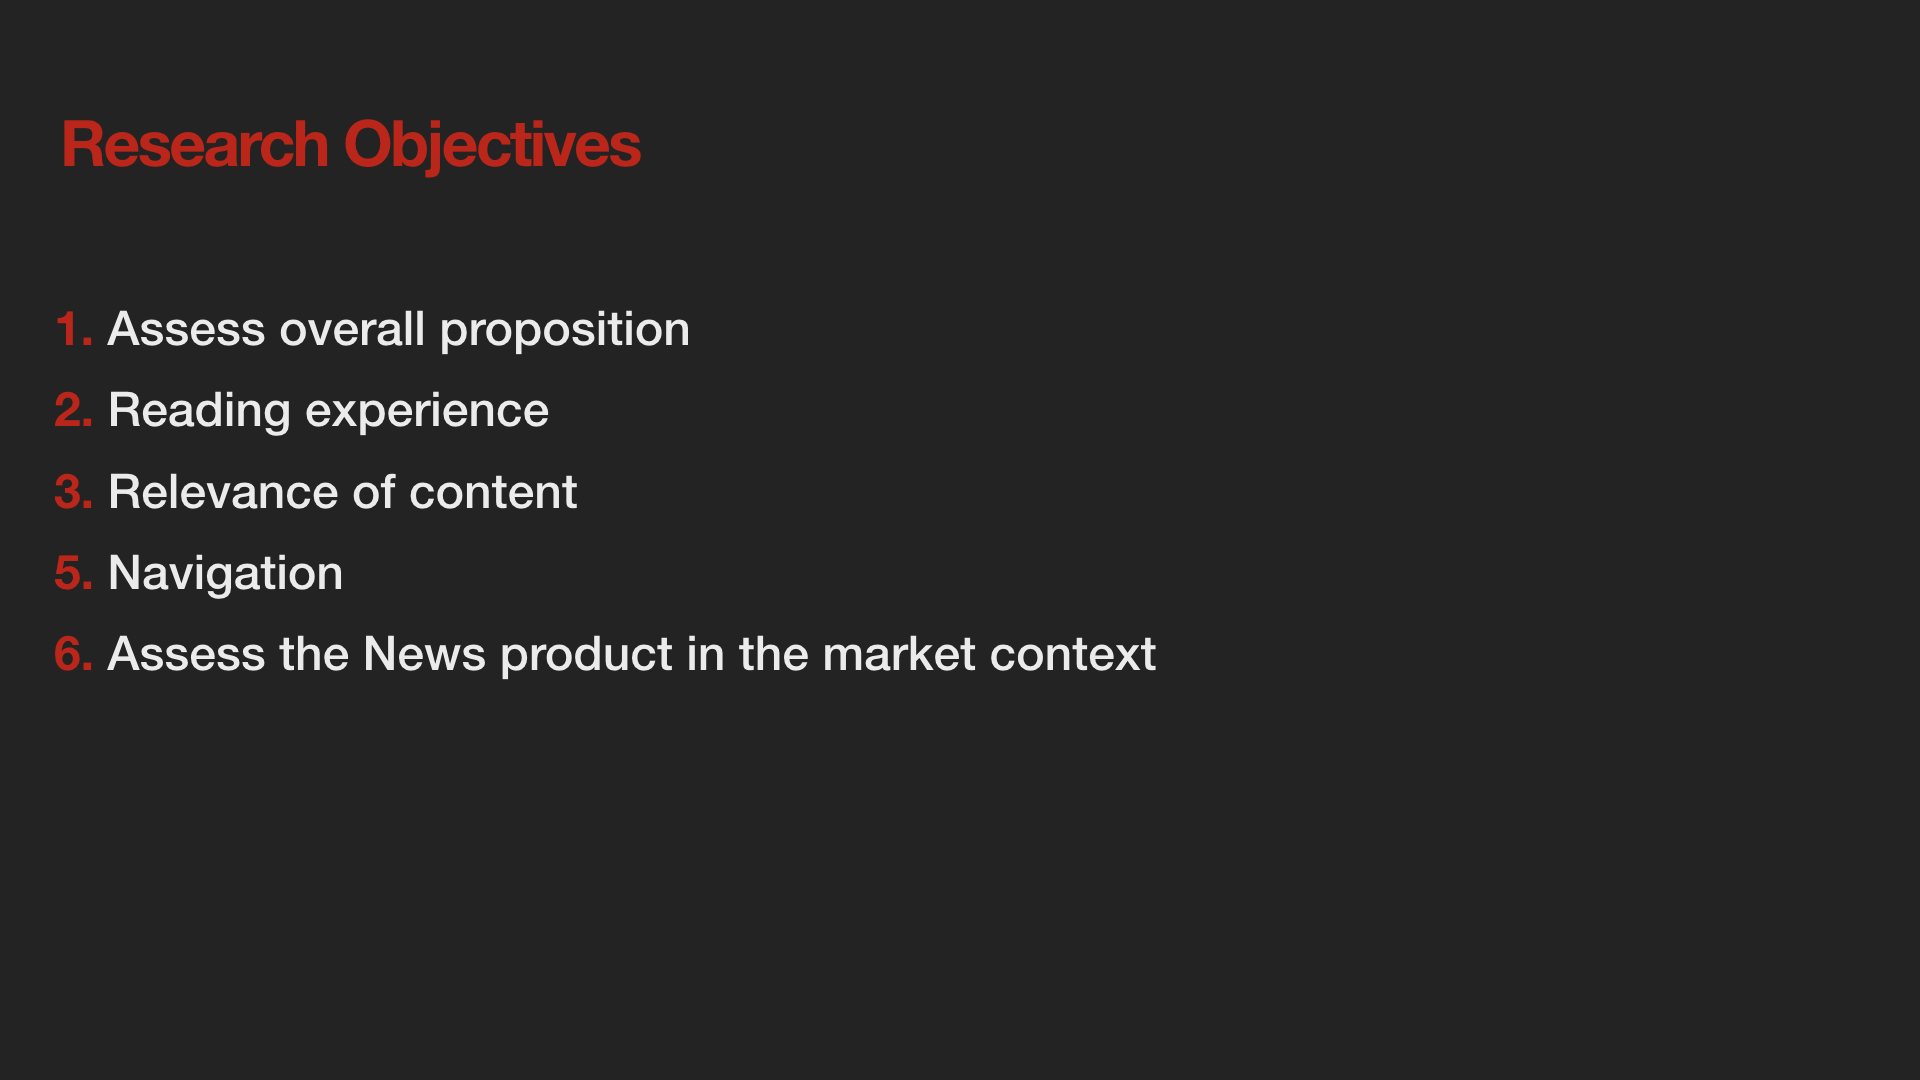 Research Objectives
1. Assess overall proposition
2. Reading experience
3. Relevance of content
5. Navigation
6. Assess the News product in the market context